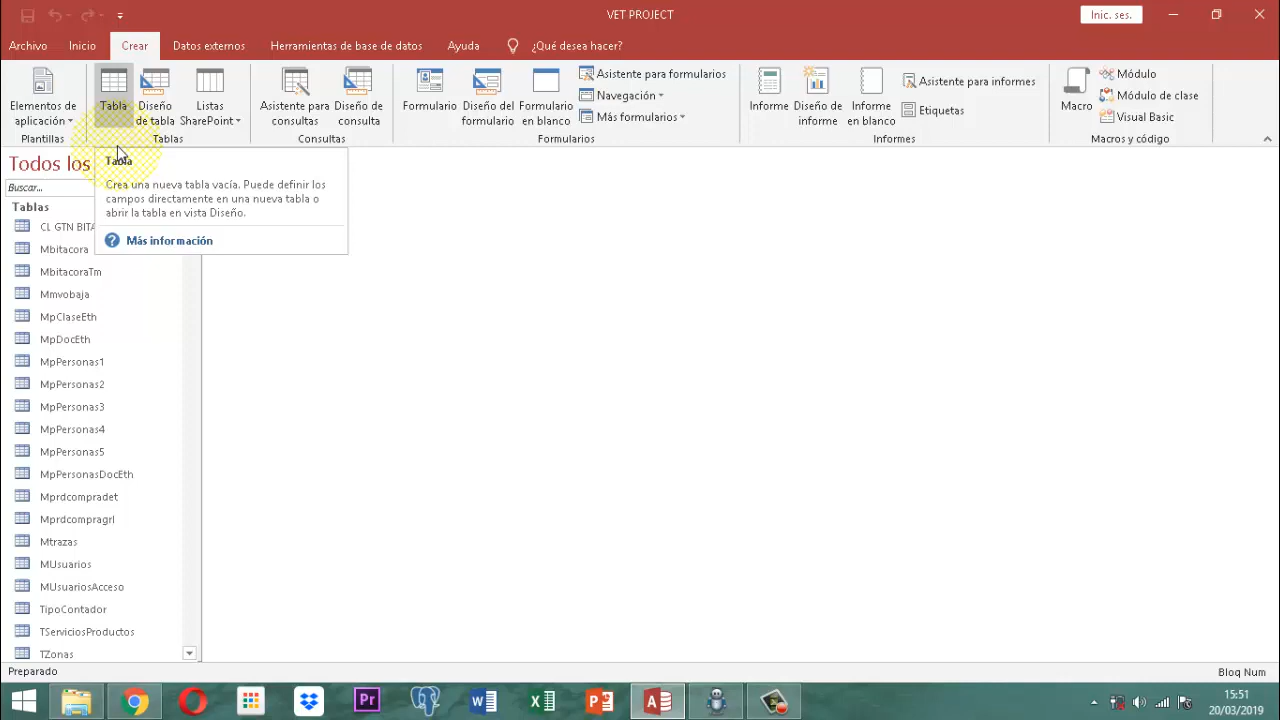 VET PROJECT
Inic. ses.
Archivo Inicio Crear Datos externos Herramientas de base de datos Ayuda ¿Qué desea hacer?
Elementos de aplicación
Plantillas
Tabla
Diseño de tabla
Listas SharePoint
Tablas
Asistente para consultas
Diseño de consulta
Consultas
Formulario
Diseño del formulario
Formulario en blanco
Asistente para formularios
Navegación
Más formularios
Formularios
Informe
Diseño de informe
Informe en blanco
Asistente para informes
Etiquetas
Informes
Macro
Módulo
Módulo de clase
Visual Basic
Macros y código
Todos los
Buscar...
Tabla
Crea una nueva tabla vacía. Puede definir los
campos directamente en una nueva tabla o
abrir la tabla en vista Diseño.
Más información
Tablas
CL GTN BITA
Mbitacora
MbitacoraTm
Mmvobaja
MpClaseEth
MpDocEth
MpPersonas1
MpPersonas2
MpPersonas3
MpPersonas4
MpPersonas5
MpPersonasDocEth
Mprdcompradet
Mprdcompragrl
Mtrazas
MUsuarios
MUsuariosAcceso
TipoContador
TServiciosProductos
TZonas
Preparado
Bloq Num
Pr
15:51
20/03/2019